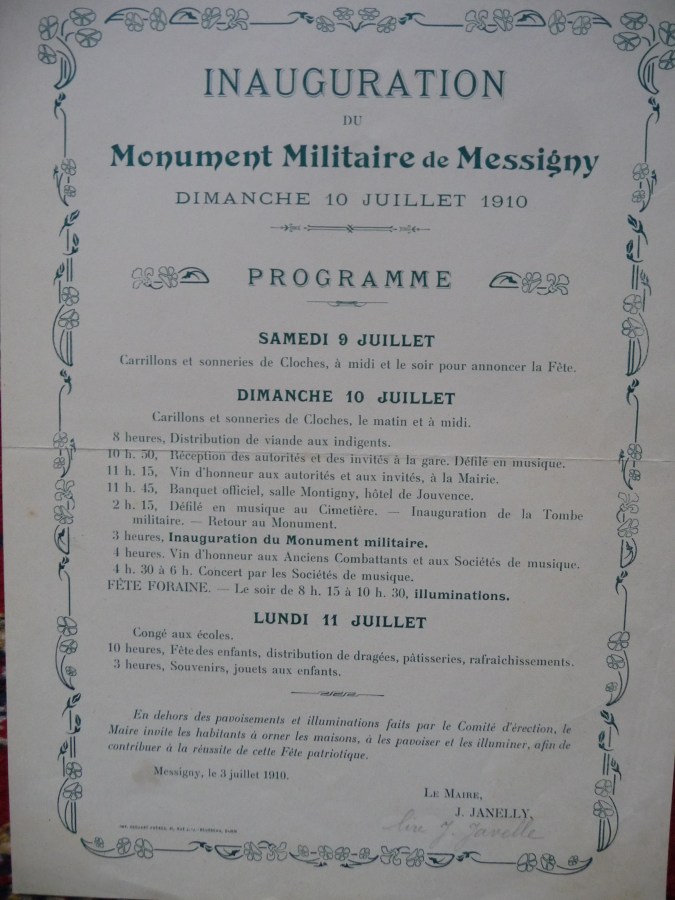 INAUGURATION
DU
Monument Militaire de Messigny
DIMANCHE 10 JUILLET 1910
PROGRAMME
SAMEDI 9 JUILLET
Carrillons et sonneries de Cloches, à midi et le soir pour annoncer la Fête.
DIMANCHE 10 JUILLET
Carillons et sonneries de Cloches, le matin et à midi.
8 heures, Distribution de viande aux indigents.
10 h. 50, Réception des autorités et des invités à la gare. Défilé en musique.
11 h. 15, Vin d'honneur aux autorités et aux invités, à la Mairie.
11 h. 45, Banquet officiel, salle Montigny, hôtel de Jouvence.
2 h. 15, Défilé en musique au Cimetière. — Inauguration de la Tombe
militaire. — Retour au Monument.
3 heures, Inauguration du Monument militaire.
4 heures. Vin d'honneur aux Anciens Combattants et aux Sociétés de musique.
4 h. 30 à 6 h. Concert par les Sociétés de musique.
FÊTE FORAINE. — Le soir de 8 h. 15 à 10 h. 30, illuminations.
LUNDI 11 JUILLET
Congé aux écoles.
10 heures, Fête des enfants, distribution de dragées, pâtisseries, rafraichissements.
3 heures, Souvenirs, jouets aux enfants.
En dehors des pavoisements et illuminations faits par le Comité d'érection, le
Maire invite les habitants à orner les maisons, à les pavoiser et les illuminer, afin de
contribuer à la réussite de cette Fête patriotique.
Messigny, le 3 juillet 1910.
LE MAIRE,
J. JANELLY,
lire J. Javelle